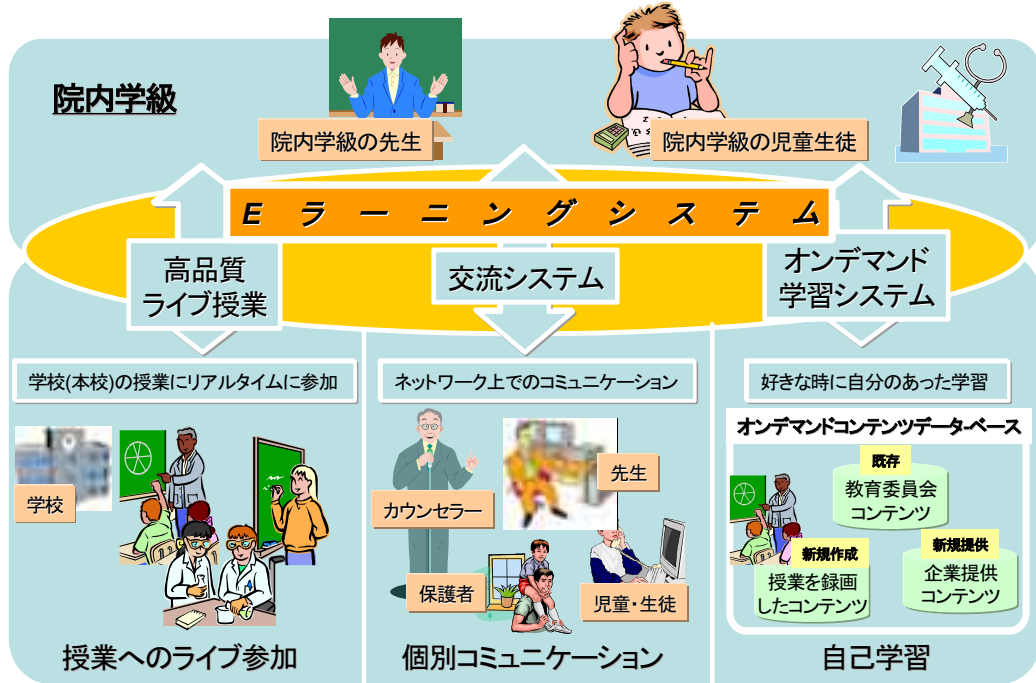 院内学級
院内学級の先生
院内学級の児童生徒
Eラーニングシステム
高品質
ライブ授業
交流システム
オンデマンド
学習システム
学校(本校)の授業にリアルタイムに参加
ネットワーク上でのコミュニケーション
好きな時に自分のあった学習
学校
カウンセラー
先生
保護者
児童・生徒
オンデマンドコンテンツデータ-ベース
既存
教育委員会
コンテンツ
新規作成
授業を録画
したコンテンツ
新規提供
企業提供
コンテンツ
授業へのライブ参加
個別コミュニケーション
自己学習